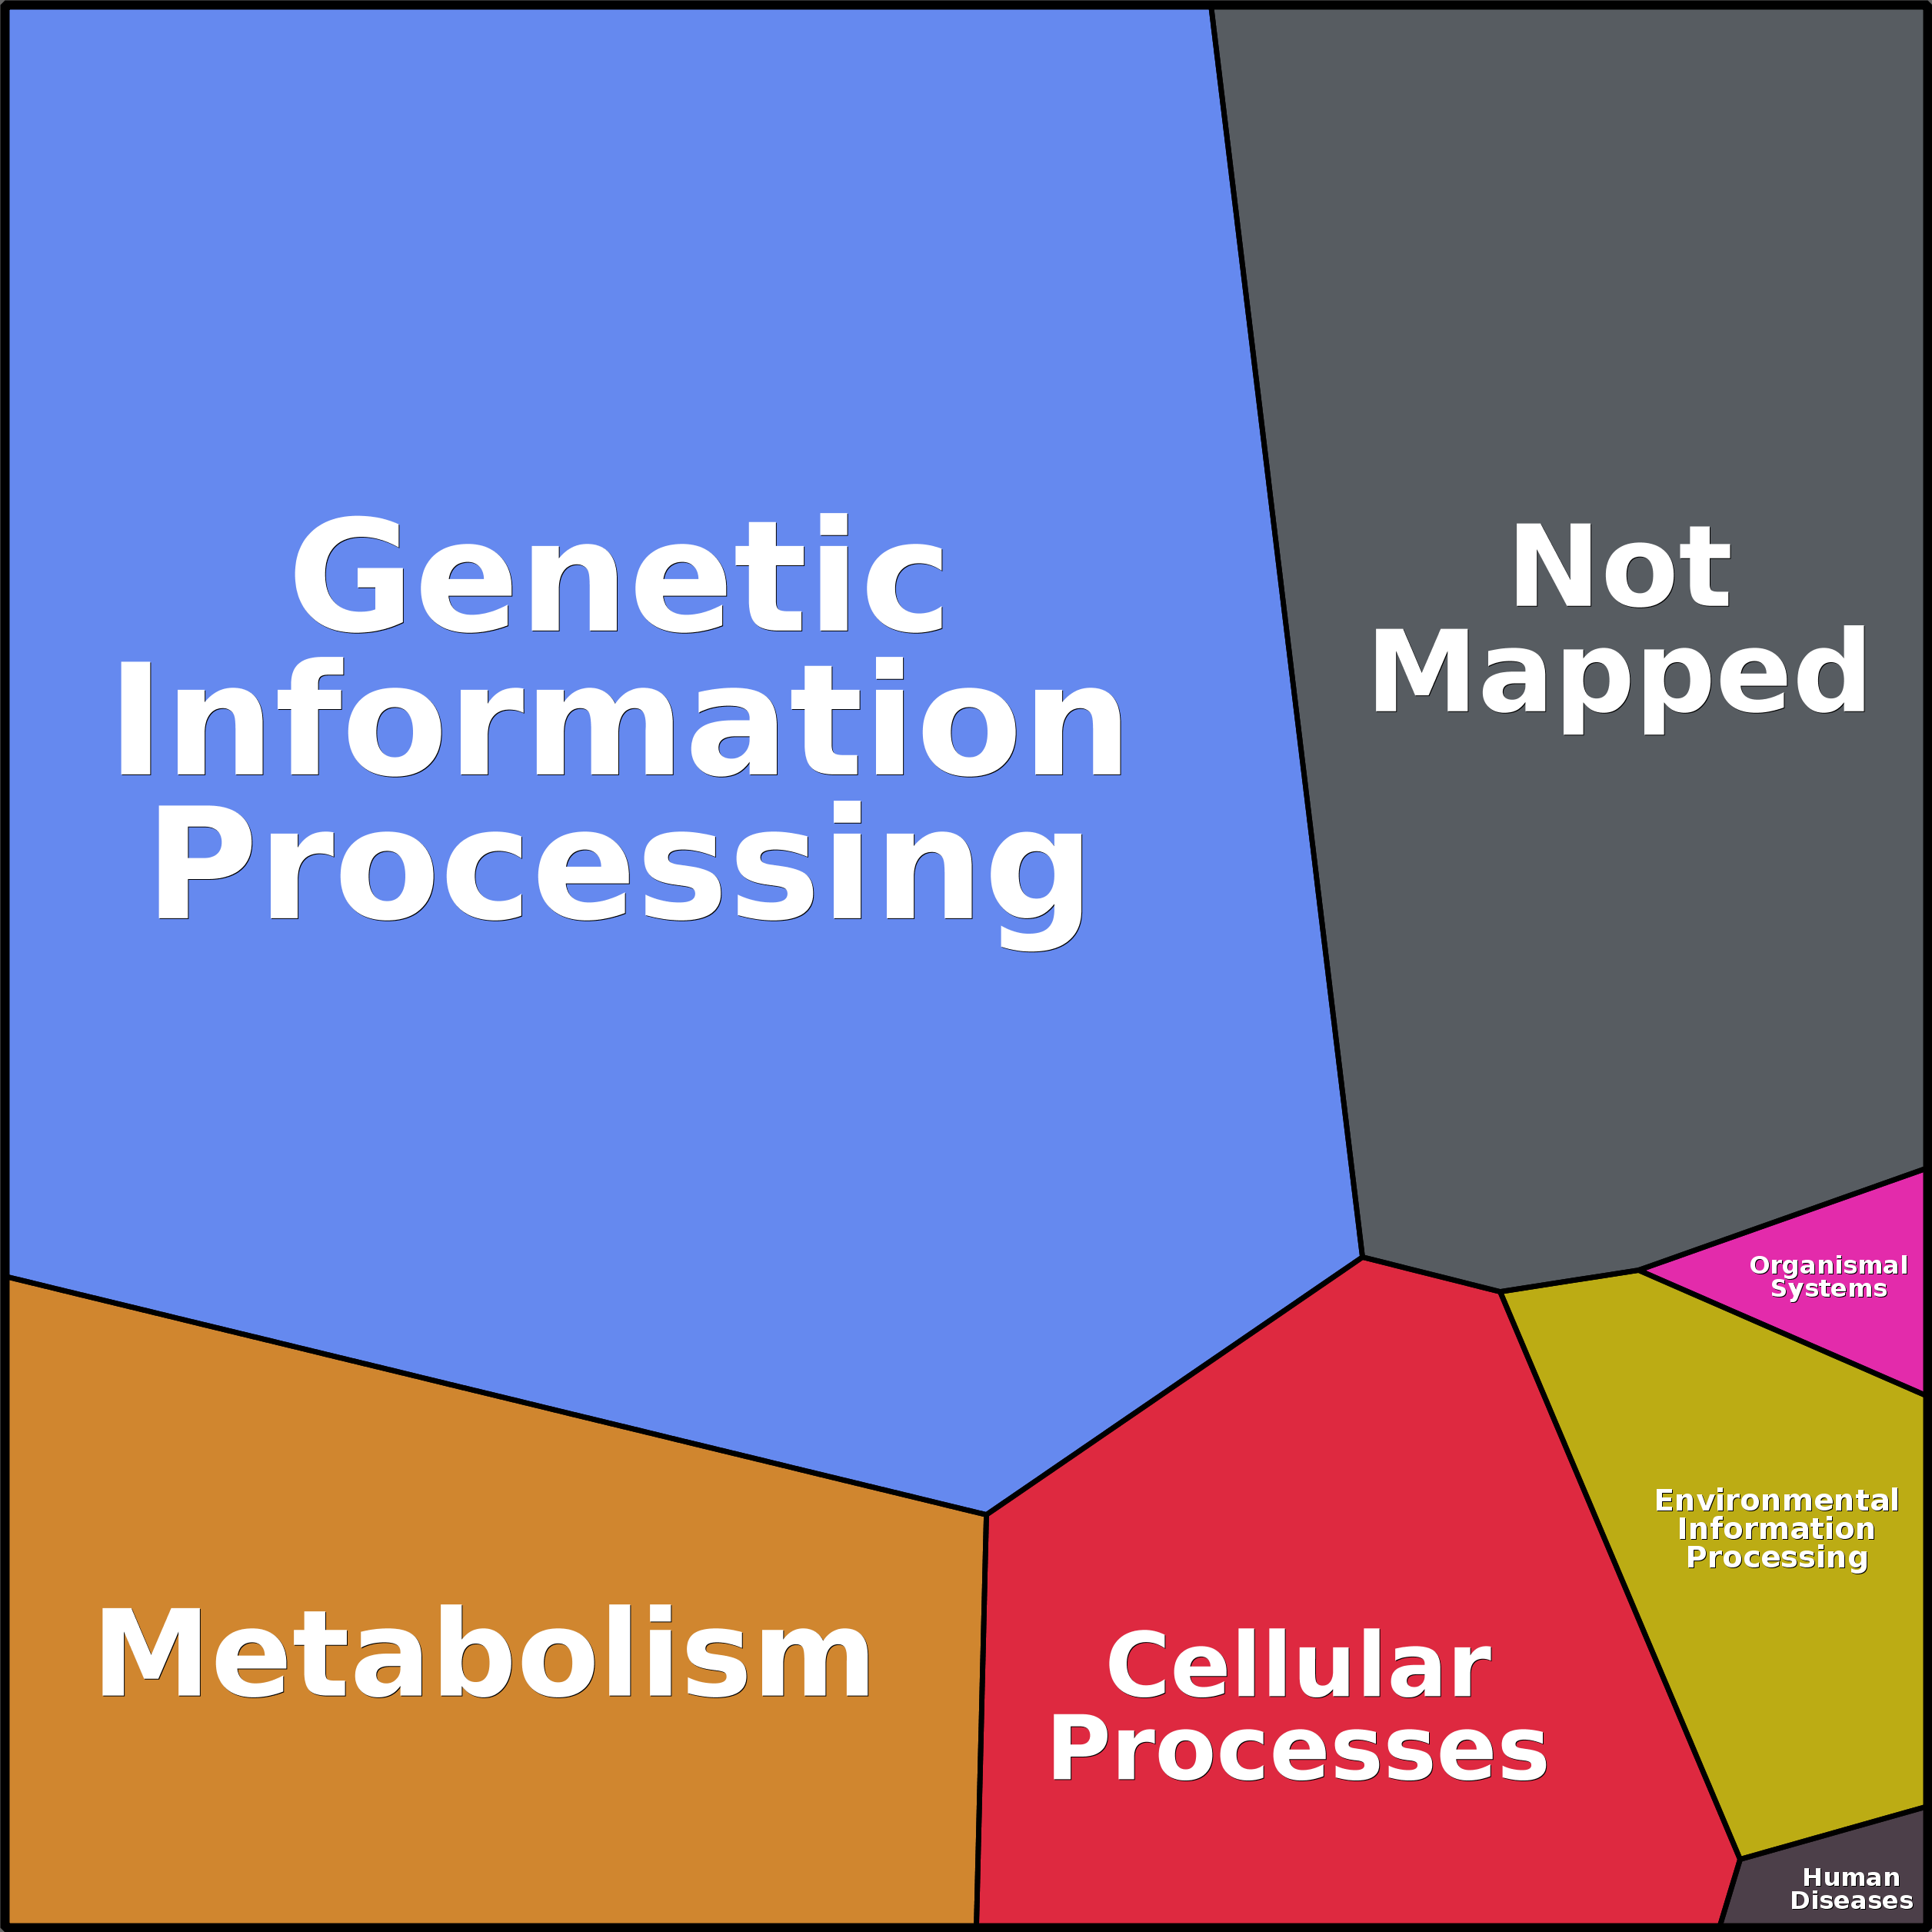 Genetic
Information
Processing
Not
Mapped
Organismal
Systems
Environmental
Information
Processing
Metabolism
Cellular
Processes
Human
Diseases